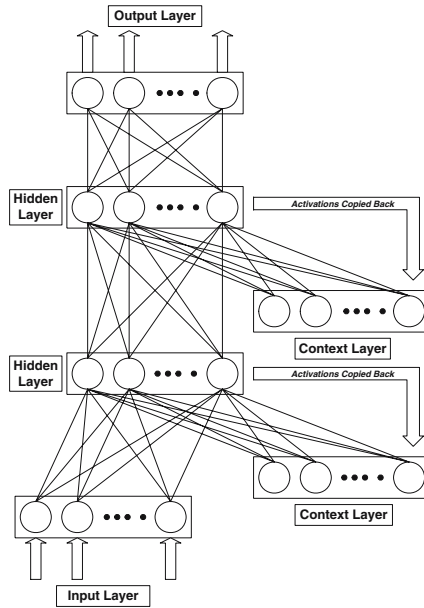 Output Layer
Hidden
Layer
Activations Copied Back
Context Layer
Hidden
Layer
Activations Copied Back
Context Layer
Input Layer